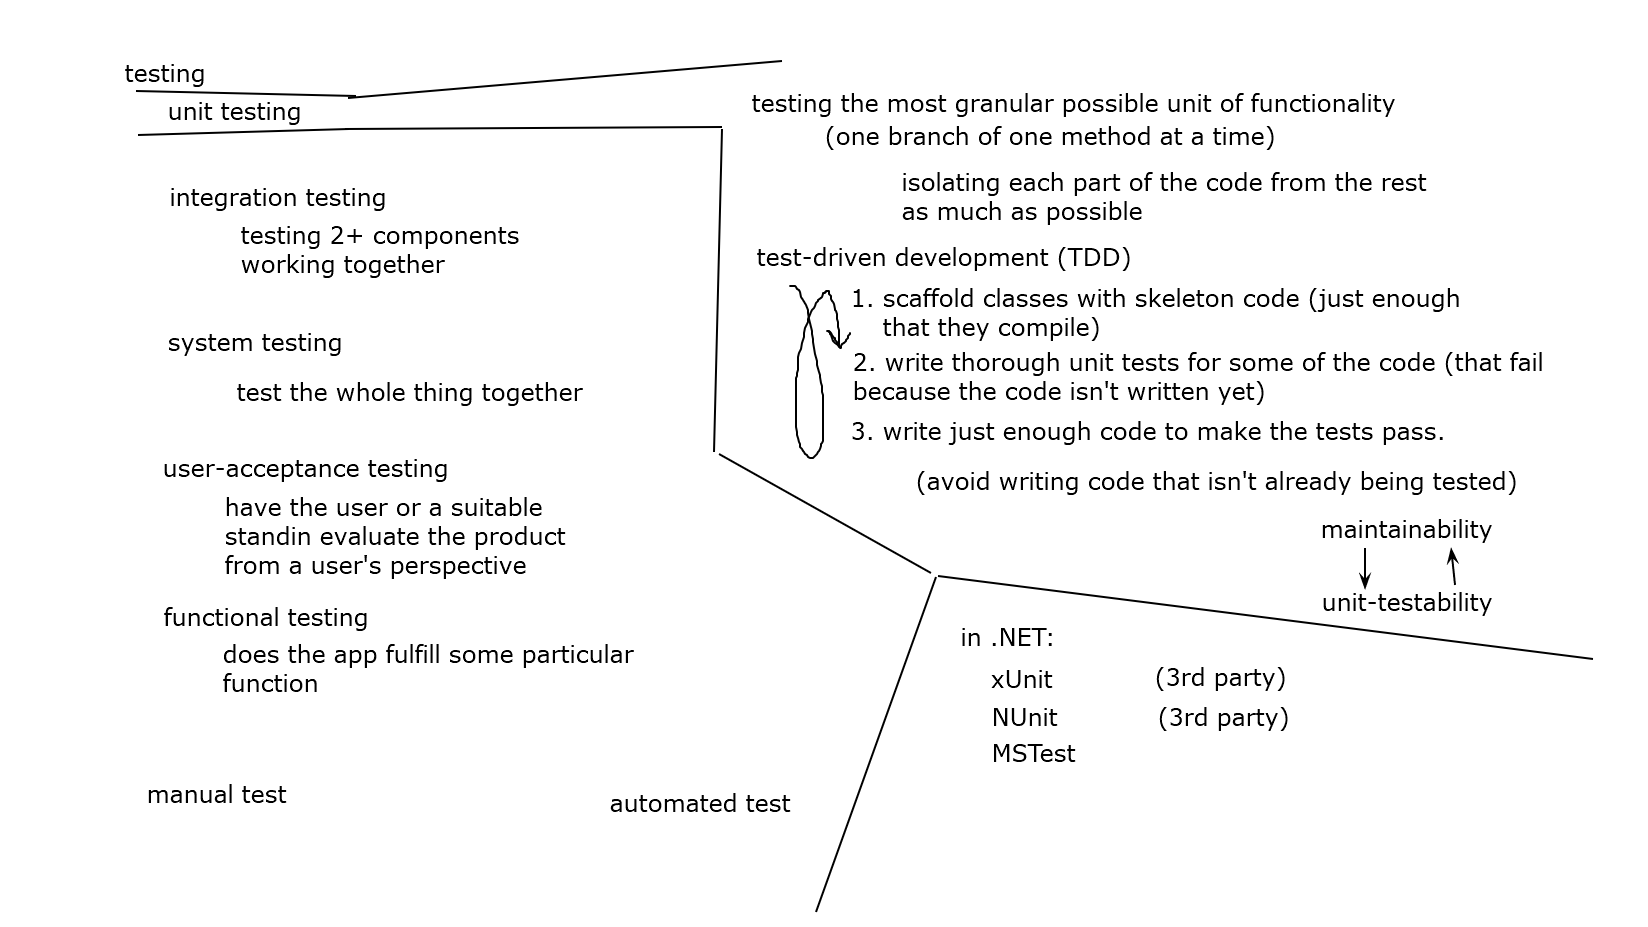 testing
unit testing
integration testing
testing 2+ components
working together
system testing
test the whole thing together
user-acceptance testing
have the user or a suitable
standin evaluate the product
from a user's perspective
functional testing
does the app fulfill some particular
function
manual test
automated test
testing the most granular possible unit of functionality
(one branch of one method at a time)
isolating each part of the code from the rest
as much as possible
test-driven development (TDD)
1. scaffold classes with skeleton code (just enough
that they compile)
2. write thorough unit tests for some of the code (that fail
because the code isn't written yet)
3. write just enough code to make the tests pass.
(avoid writing code that isn't already being tested)
maintainability
unit-testability
in .NET:
xUnit (3rd party)
NUnit (3rd party)
MSTest